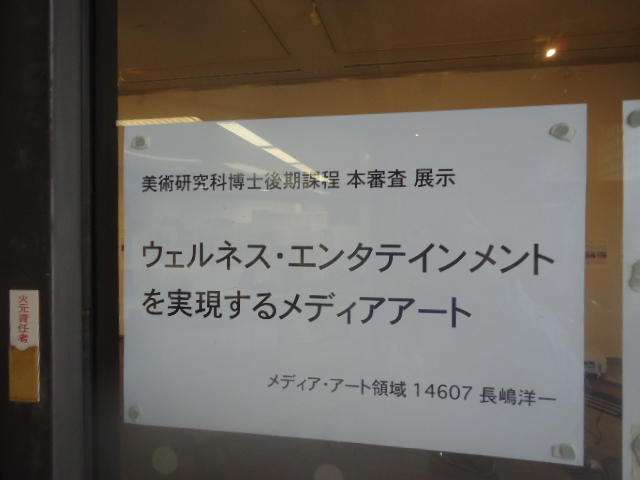 美術研究科博士後期課程 本審査 展示
ウェルネス・エンタテインメント
を実現するメディアアート
メディア・アート領域 14607 長嶋洋一
火元責任者